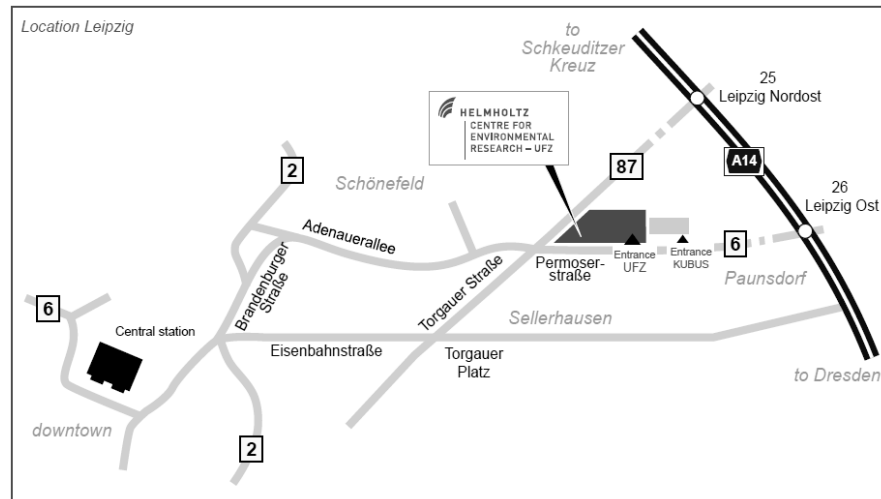 Location Leipzig
to
Schkeuditzer
Kreuz
25
Leipzig Nordost
HELMHOLTZ
CENTRE FOR
ENVIRONMENTAL
RESEARCH – UFZ
2
Schönefeld
87
A14
26
Leipzig Ost
Adenauerallee
Brandenburger
Straße
Torgauer Straße
Permoser-
straße
Entrance
UFZ
Entrance
KUBUS
6
Paunsdorf
6
Central station
Sellerhausen
Eisenbahnstraße
Torgauer
Platz
to Dresden
downtown
2